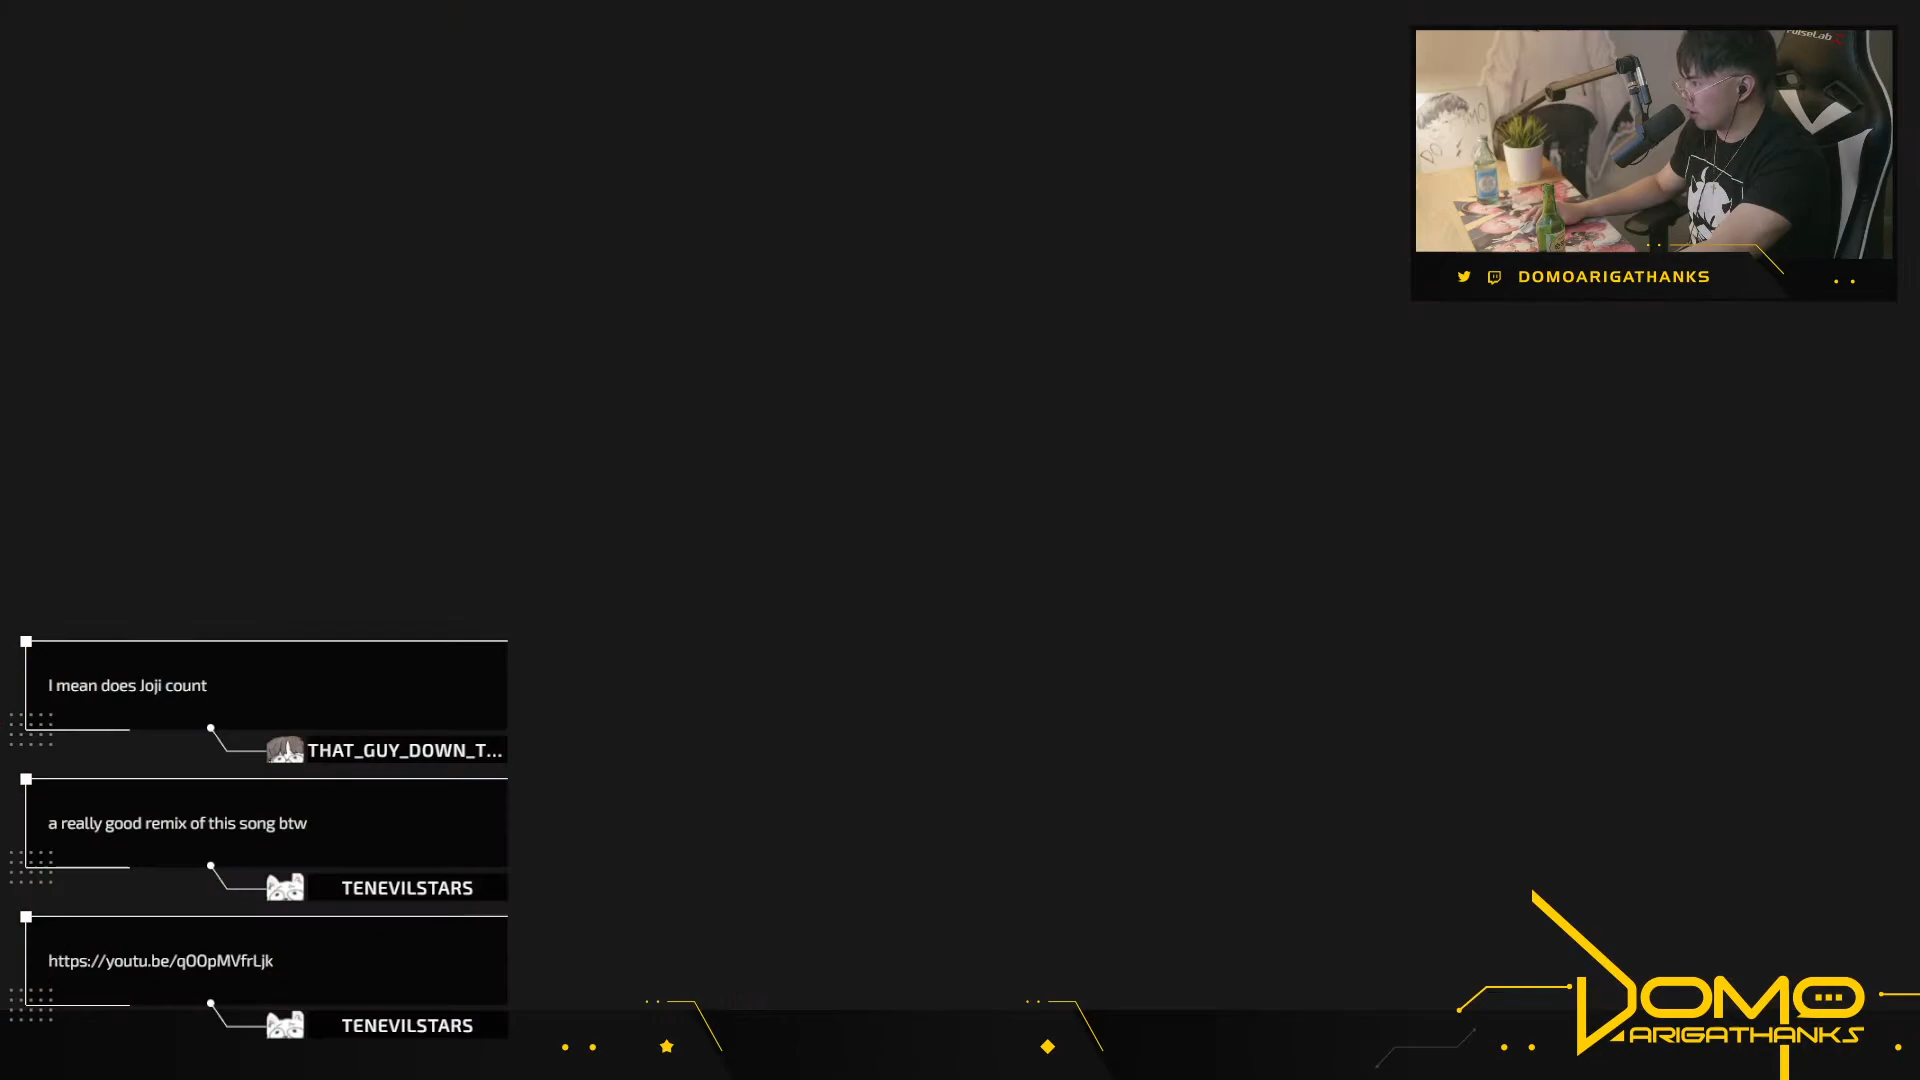 PulseLab
DOMOARIGATHANKS
I mean does Joji count
THAT_GUY_DOWN_T...
a really good remix of this song btw
TENEVILSTARS
https://youtu.be/qO0pMVfrLjk
TENEVILSTARS
DOMO
ARIGATHANKS